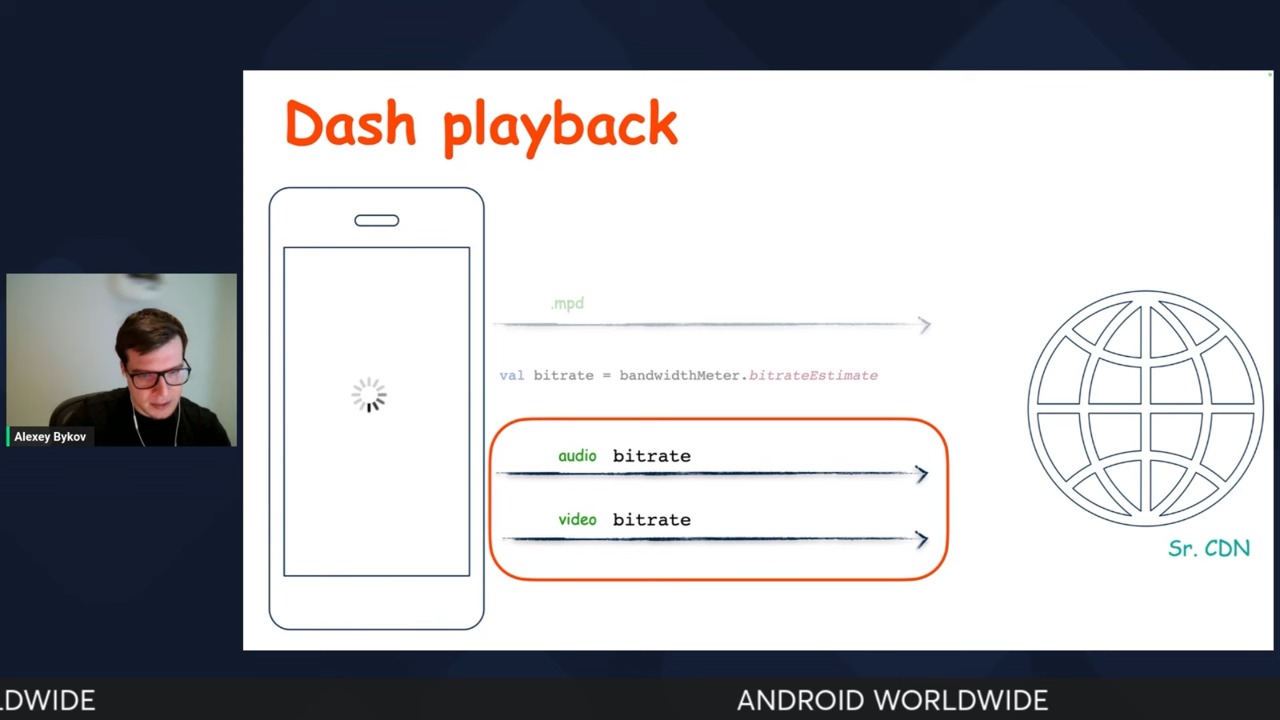 Dash playback
.mpd
val bitrate = bandwidthMeter.bitrateEstimate
audio bitrate
video bitrate
Sr. CDN
Alexey Bykov
LDWIDE
ANDROID WORLDWIDE